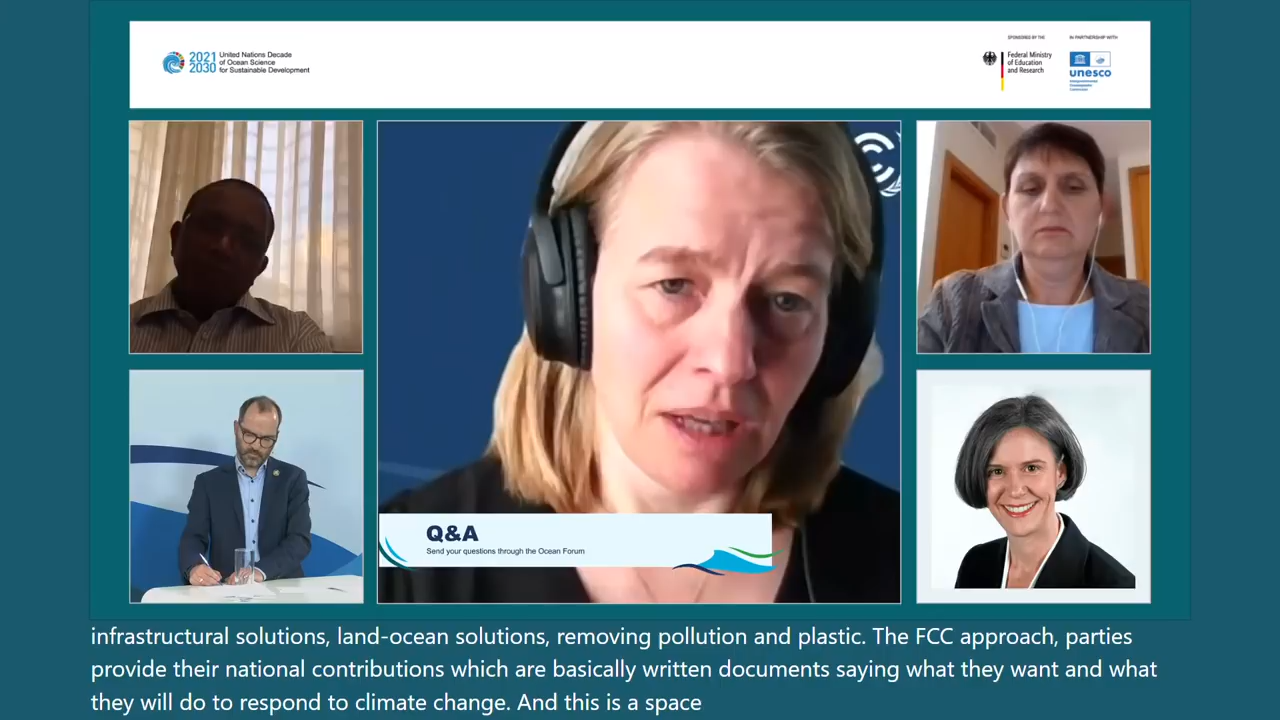 2021
2030
United Nations Decade
of Ocean Science
for Sustainable Development
SPONSORED BY THE
Federal Ministry
of Education
and Research
IN PARTNERSHIP WITH
unesco
Intergovernmental
Oceanographic
Commission
Q&A
Send your questions through the Ocean Forum
infrastructural solutions, land-ocean solutions, removing pollution and plastic. The FCC approach, parties
provide their national contributions which are basically written documents saying what they want and what
they will do to respond to climate change. And this is a space